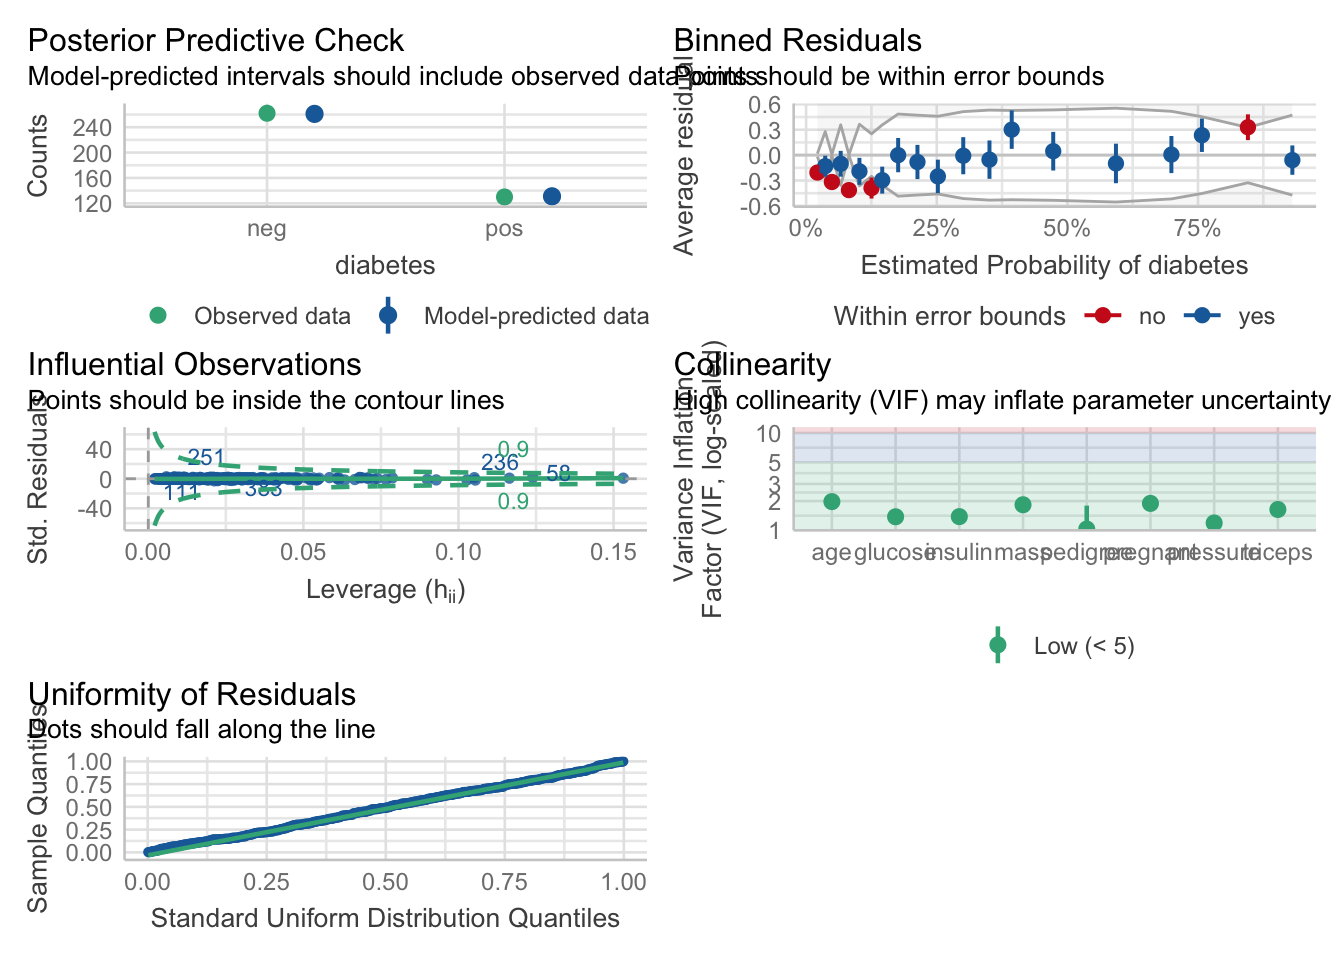 Posterior Predictive Check
Model-predicted intervals should include observed data points
Counts
240
200
160
120
neg
pos
diabetes
Observed data
Model-predicted data
Binned Residuals
Points should be within error bounds
Average residual
0.6
0.3
0.0
-0.3
-0.6
0%
25%
50%
75%
Estimated Probability of diabetes
Within error bounds
no
yes
Influential Observations
Points should be inside the contour lines
Std. Residuals
40
0
-40
251
111
383
236
58
0.9
0.9
0.00
0.05
0.10
0.15
Leverage (hii)
Collinearity
High collinearity (VIF) may inflate parameter uncertainty
Variance Inflation
Factor (VIF, log-scaled)
10
5
3
2
1
age
glucose
insulin
mass
pedigree
pregnant
pressure
triceps
Low (< 5)
Uniformity of Residuals
Dots should fall along the line
Sample Quantiles
1.00
0.75
0.50
0.25
0.00
0.00
0.25
0.50
0.75
1.00
Standard Uniform Distribution Quantiles